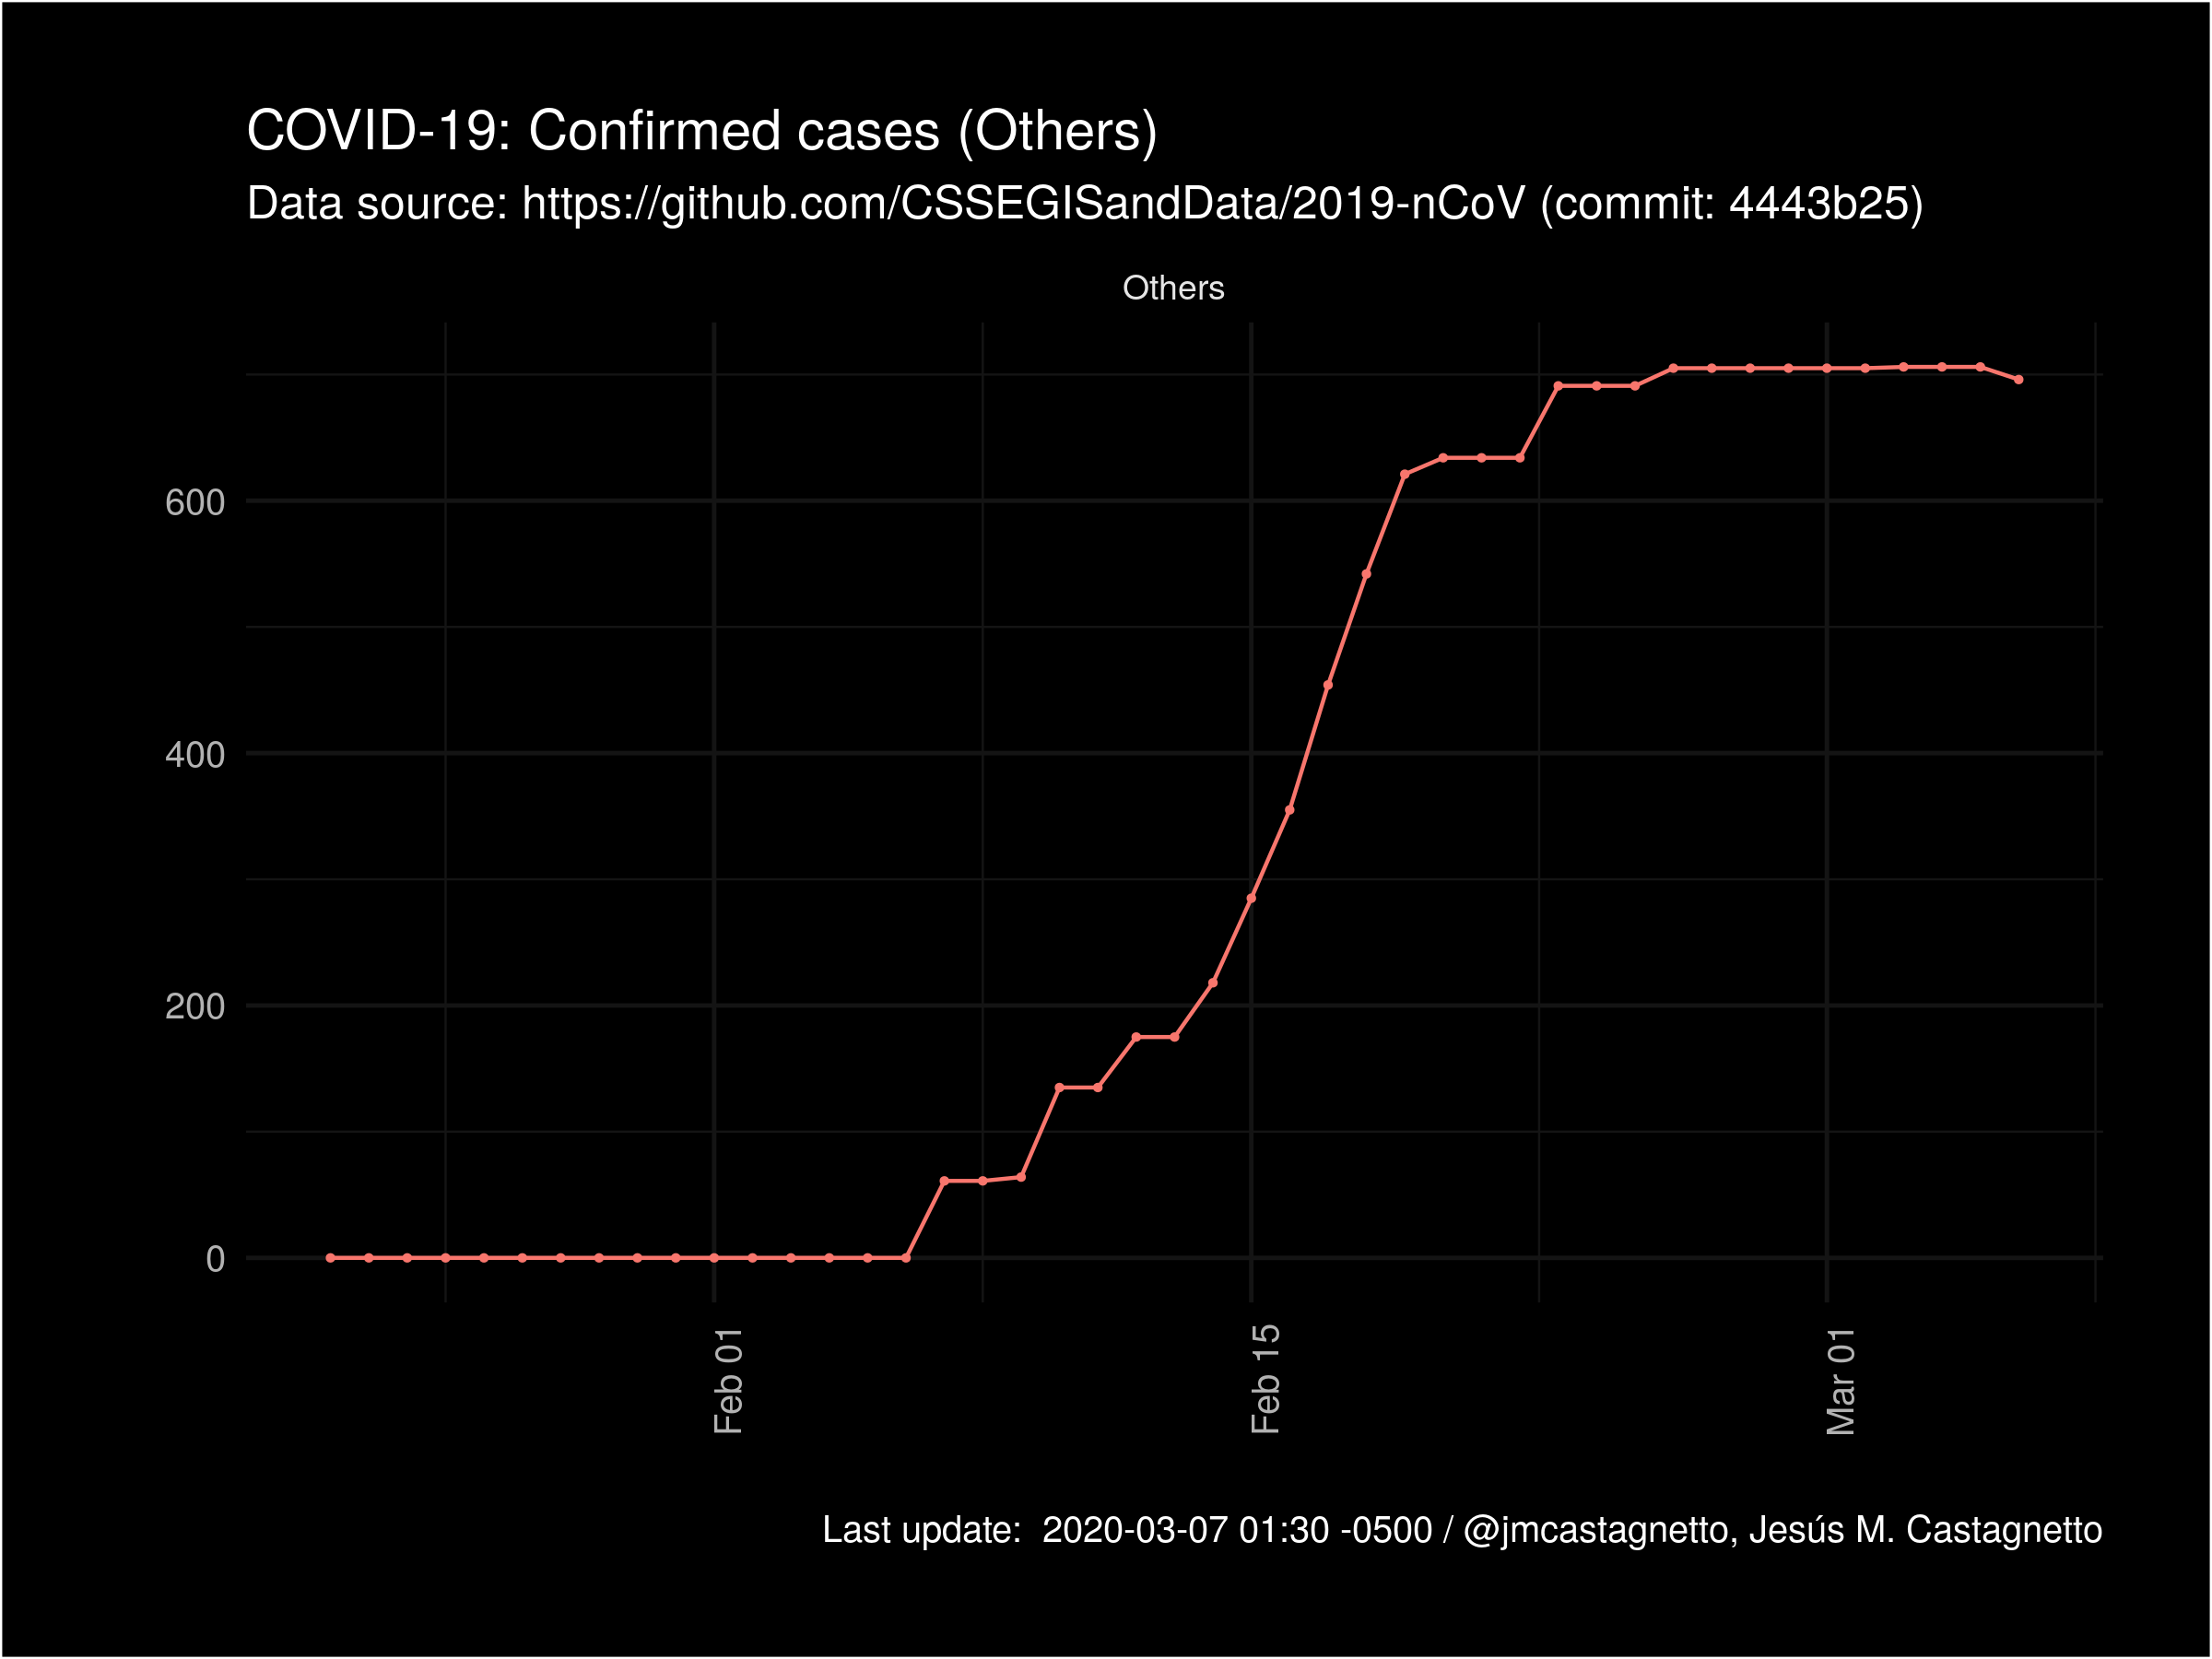 COVID-19: Confirmed cases (Others)
Data source: https://github.com/CSSEGISandData/2019-nCoV (commit: 4443b25)
Others
600
400
200
0
Feb 01
Feb 15
Mar 01
Last update:  2020-03-07 01:30 -0500 / @jmcastagnetto, Jesús M. Castagnetto